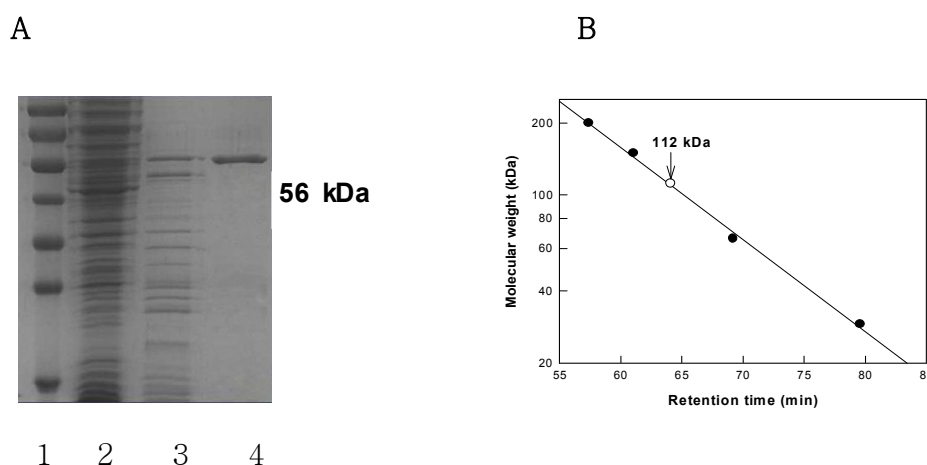 A
B
56 kDa
1 2 3 4
112 kDa
Molecular weight (kDa)
200
100
80
60
40
20
55 60 65 70 75 80 8
Retention time (min)